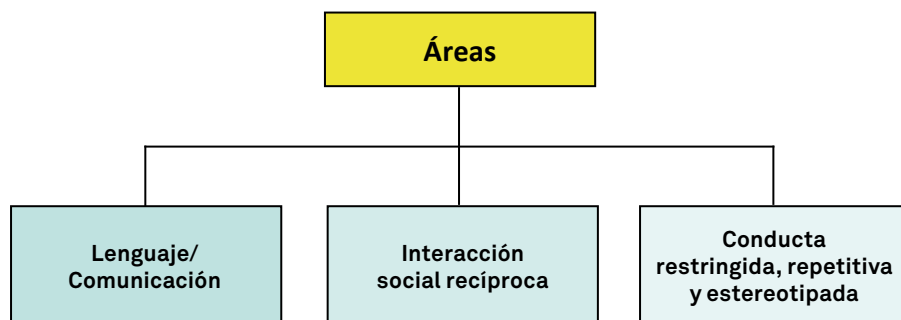 Áreas
Lenguaje/
Comunicación
Interacción
social recíproca
Conducta
restringida, repetitiva
y estereotipada